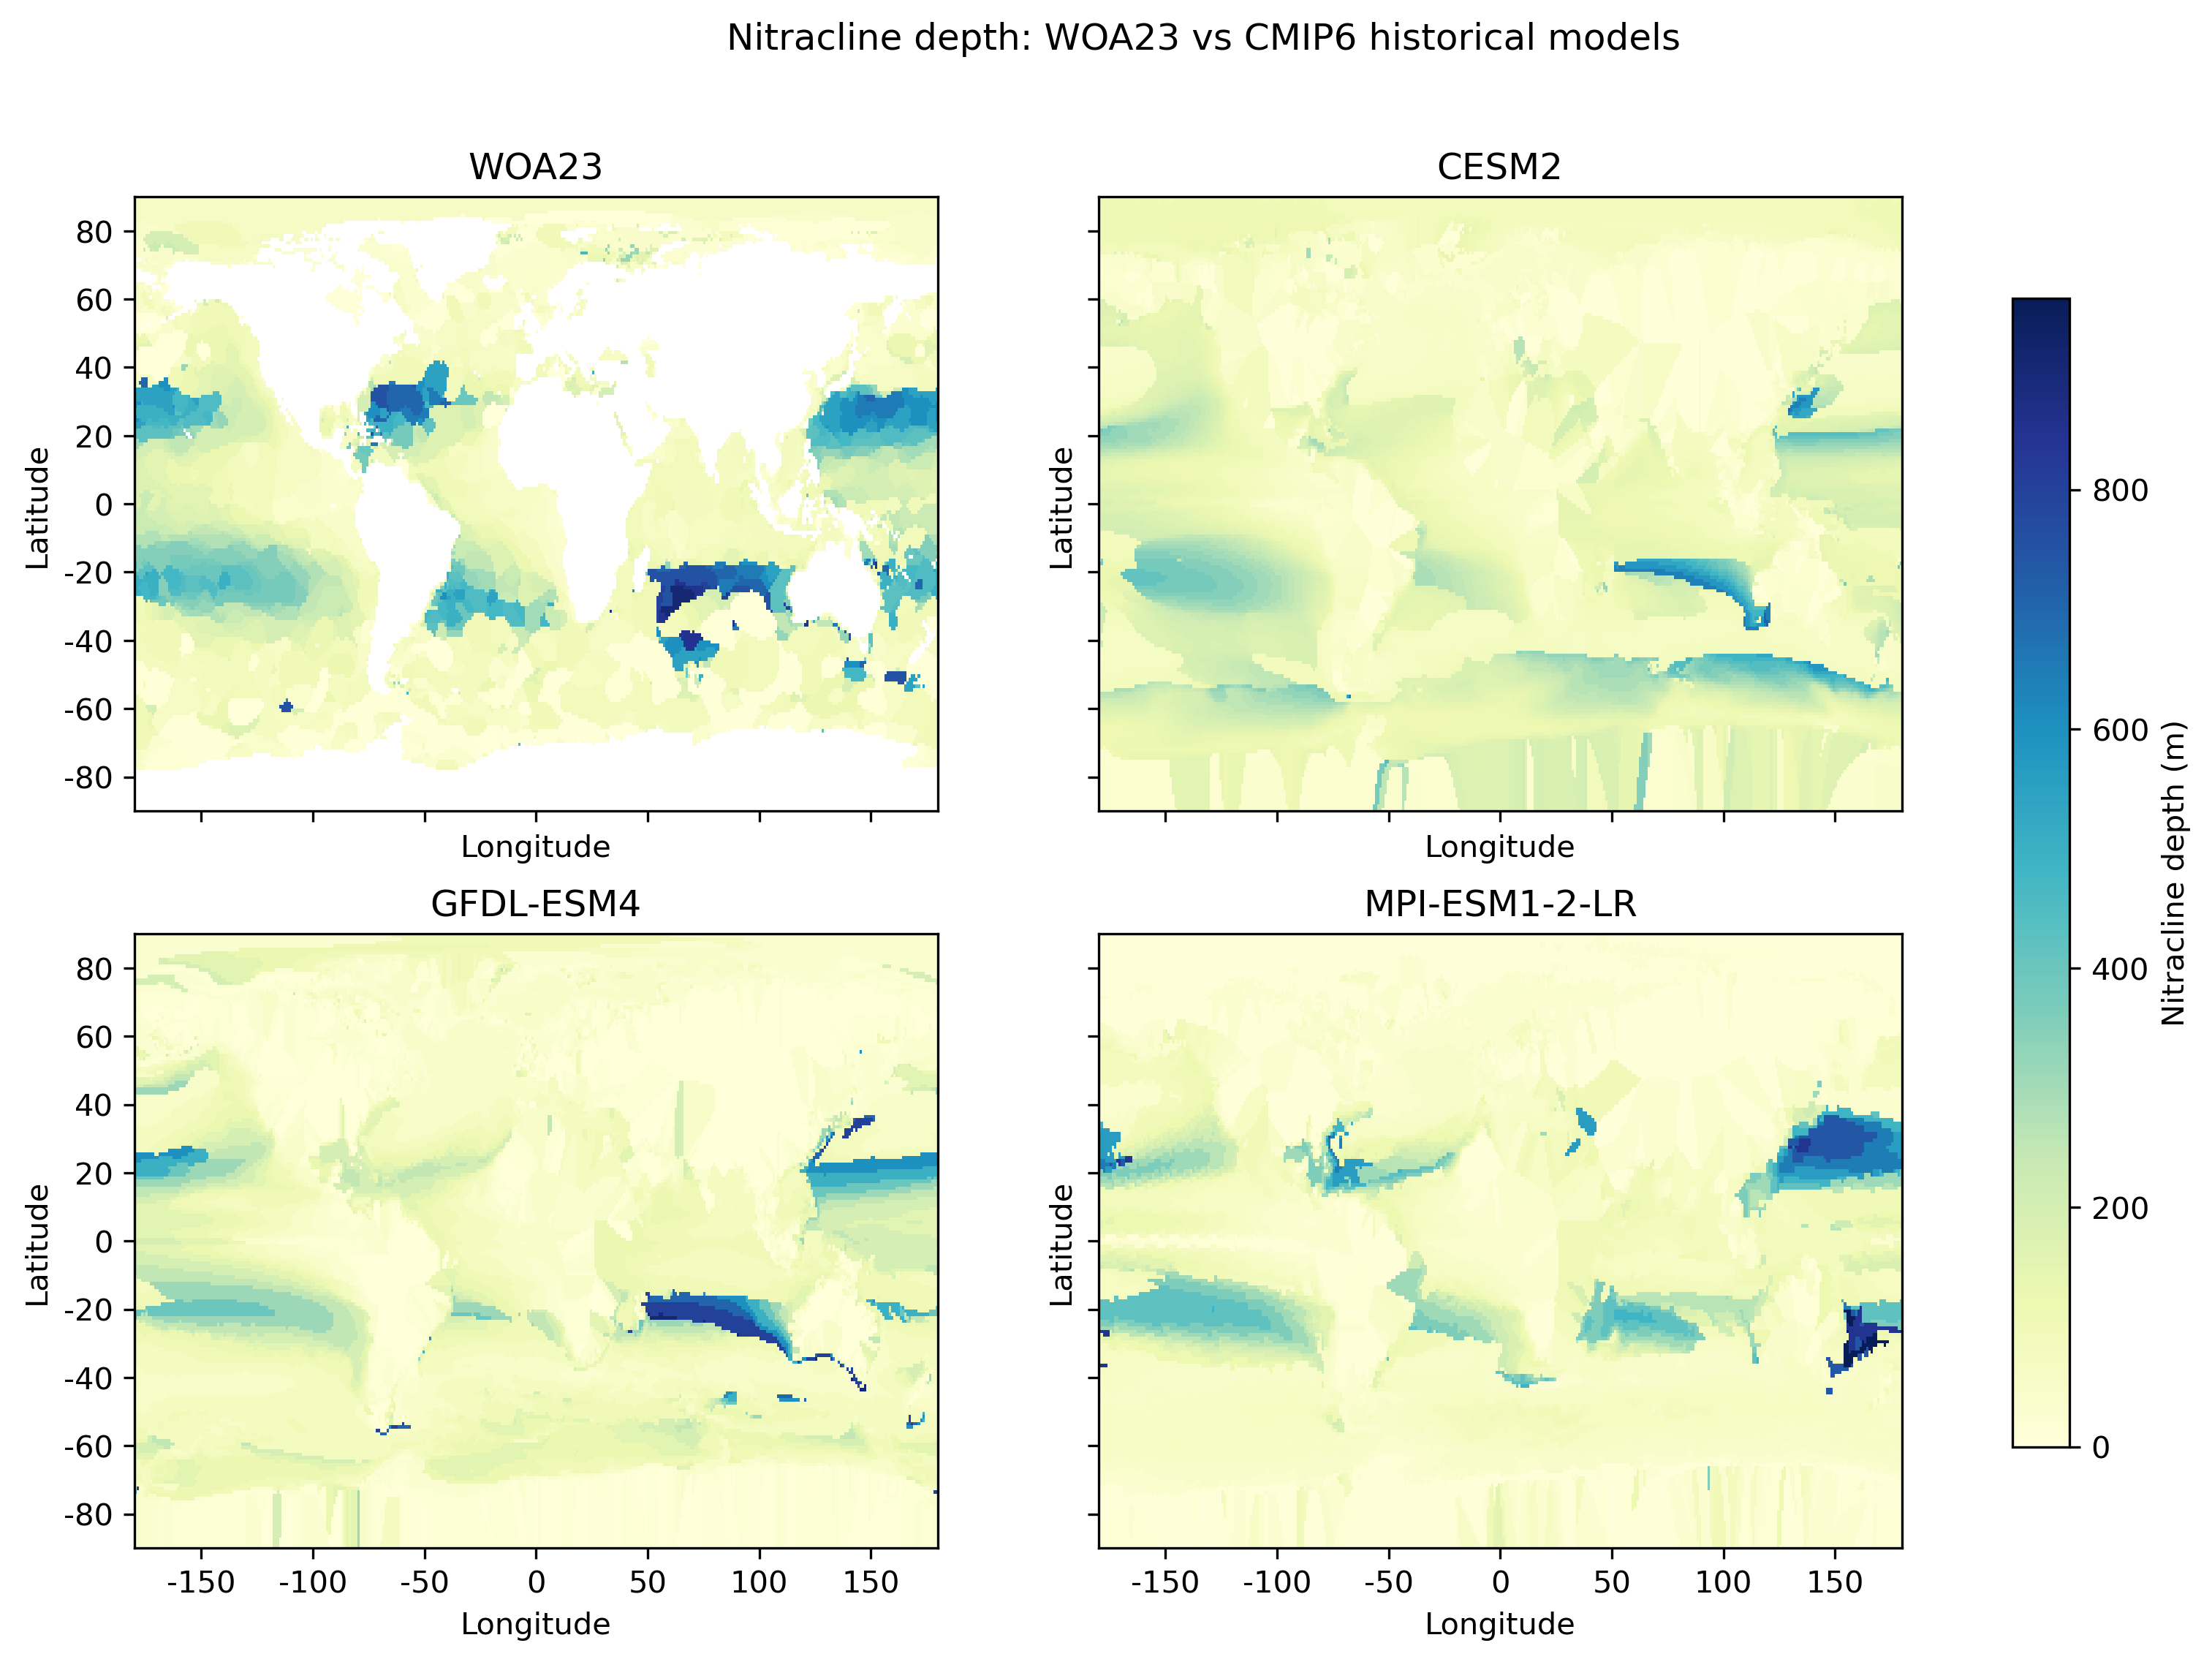 Nitracline depth: WOA23 vs CMIP6 historical models
WOA23
CESM2
80
60
40
20
0
-20
-40
-60
-80
Latitude
Longitude
Latitude
Longitude
GFDL-ESM4
MPI-ESM1-2-LR
80
60
40
20
0
-20
-40
-60
-80
Latitude
-150 -100 -50 0 50 100 150
Longitude
Latitude
-150 -100 -50 0 50 100 150
Longitude
800
600
400
200
0
Nitracline depth (m)